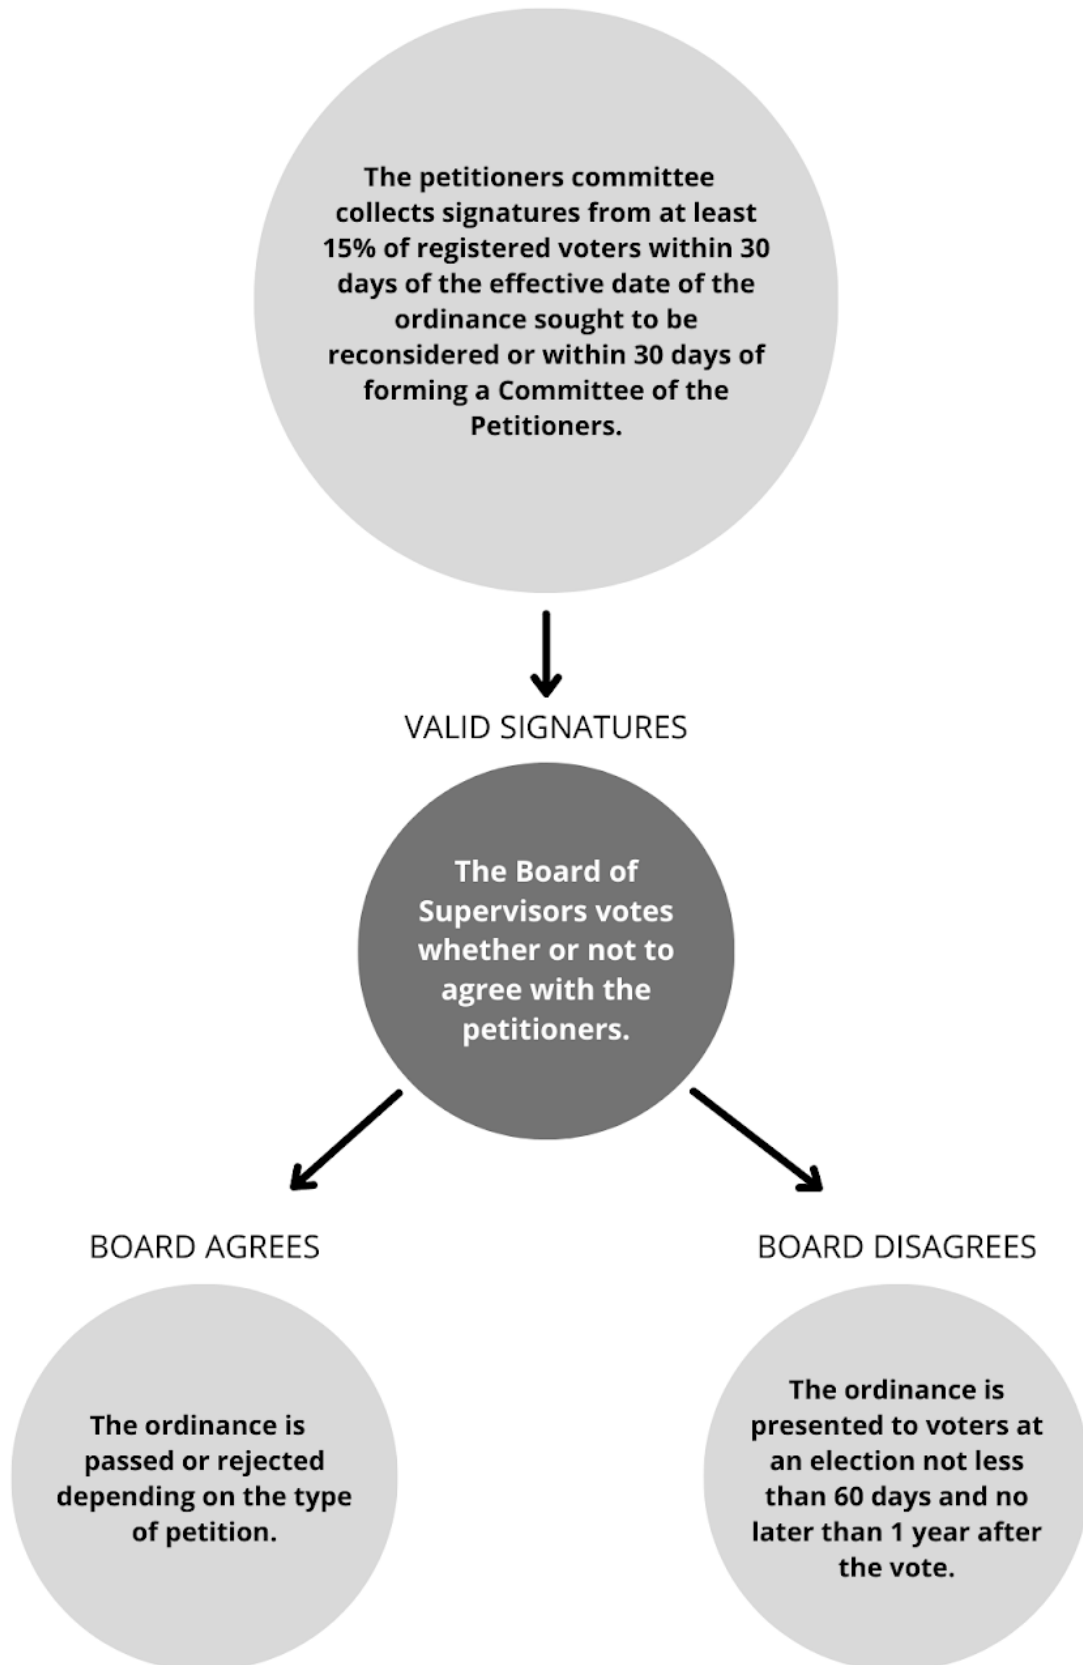 The petitioners committee
collects signatures from at least
15% of registered voters within 30
days of the effective date of the
ordinance sought to be
reconsidered or within 30 days of
forming a Committee of the
Petitioners.
VALID SIGNATURES
The Board of
Supervisors votes
whether or not to
agree with the
petitioners.
BOARD AGREES
The ordinance is
passed or rejected
depending on the type
of petition.
BOARD DISAGREES
The ordinance is
presented to voters at
an election not less
than 60 days and no
later than 1 year after
the vote.